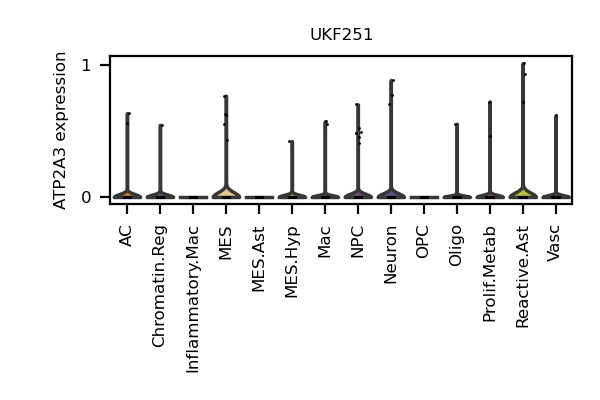 UKF251
ATP2A3 expression
1
0
AC
Chromatin.Reg
Inflammatory.Mac
MES
MES.Ast
MES.Hyp
Mac
NPC
Neuron
OPC
Oligo
Prolif.Metab
Reactive.Ast
Vasc